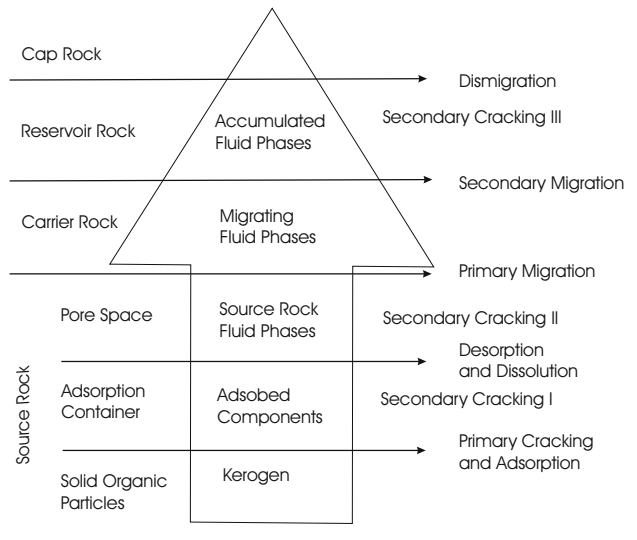 Cap Rock
Dismigration
Reservoir Rock
Accumulated
Fluid Phases
Secondary Cracking III
Secondary Migration
Carrier Rock
Migrating
Fluid Phases
Primary Migration
Source Rock
Pore Space
Source Rock
Fluid Phases
Secondary Cracking II
Desorption
and Dissolution
Adsorption
Container
Adsobed
Components
Secondary Cracking I
Primary Cracking
and Adsorption
Solid Organic
Particles
Kerogen